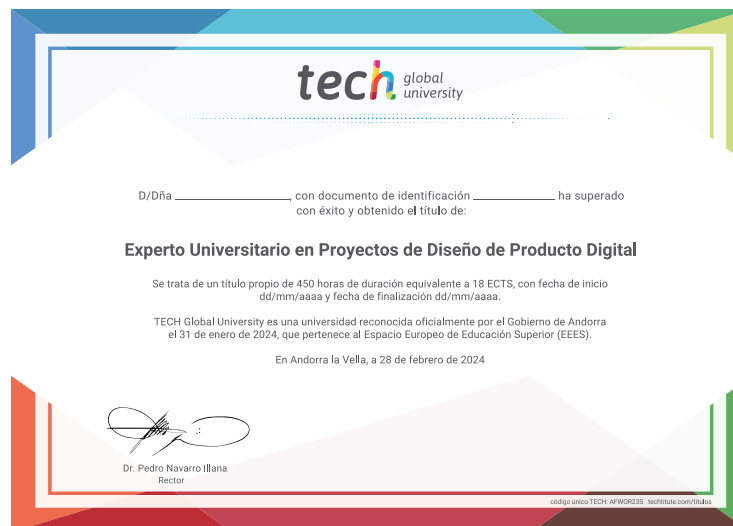 tech global
university
D/Dña ____________________, con documento de identificación ______________ ha superado
con éxito y obtenido el título de:
Experto Universitario en Proyectos de Diseño de Producto Digital
Se trata de un título propio de 450 horas de duración equivalente a 18 ECTS, con fecha de inicio
dd/mm/aaaa y fecha de finalización dd/mm/aaaa.
TECH Global University es una universidad reconocida oficialmente por el Gobierno de Andorra
el 31 de enero de 2024, que pertenece al Espacio Europeo de Educación Superior (EEES).
En Andorra la Vella, a 28 de febrero de 2024
Dr. Pedro Navarro Illana
Rector
código único TECH: AFWOR23S techtitute.com/titulos